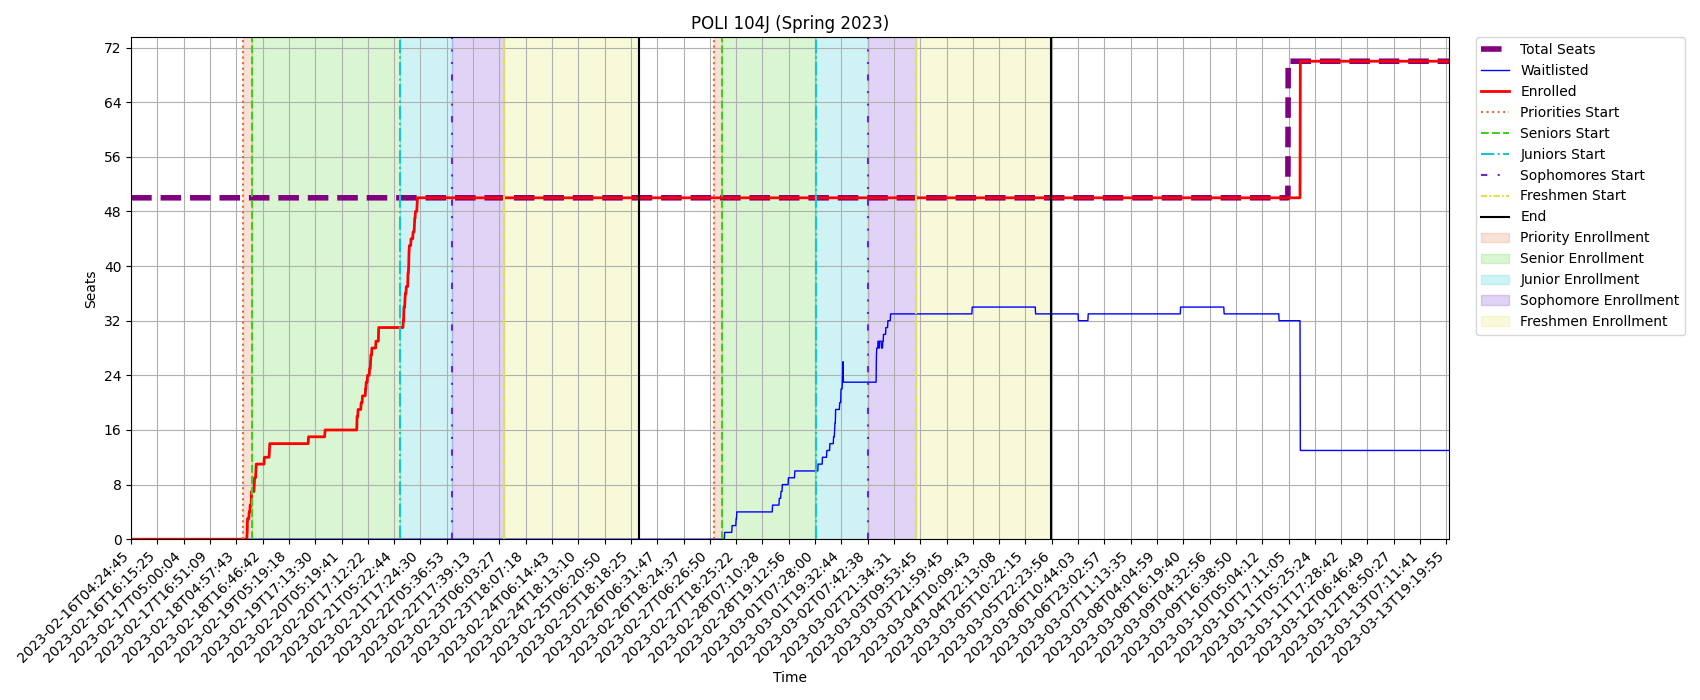 POLI 104J (Spring 2023)
72
64
56
48
40
32
24
16
8
0
Seats
2023-02-16T04:24:45
2023-02-16T16:15:23
2023-02-17T05:00:04
2023-02-17T16:51:09
2023-02-18T04:57:43
2023-02-18T16:46:42
2023-02-19T05:19:18
2023-02-19T17:13:30
2023-02-20T05:19:41
2023-02-20T17:12:22
2023-02-21T05:22:44
2023-02-21T17:24:30
2023-02-22T05:36:53
2023-02-22T17:39:13
2023-02-23T06:03:27
2023-02-23T18:07:18
2023-02-24T06:14:43
2023-02-24T18:13:10
2023-02-25T06:20:50
2023-02-25T18:18:25
2023-02-26T06:31:47
2023-02-26T18:24:37
2023-02-27T06:26:50
2023-02-27T18:25:22
2023-02-28T07:10:28
2023-02-28T19:12:56
2023-03-01T07:28:00
2023-03-01T19:32:44
2023-03-02T07:42:38
2023-03-02T21:34:31
2023-03-03T09:53:45
2023-03-03T21:59:45
2023-03-04T10:09:43
2023-03-04T22:13:08
2023-03-05T10:22:15
2023-03-05T22:23:56
2023-03-06T10:44:03
2023-03-06T23:02:57
2023-03-07T11:13:35
2023-03-08T04:04:59
2023-03-08T16:19:40
2023-03-09T04:32:56
2023-03-09T16:38:50
2023-03-10T05:04:12
2023-03-10T17:11:05
2023-03-11T05:25:24
2023-03-11T17:28:42
2023-03-12T06:46:49
2023-03-12T18:50:27
2023-03-13T07:11:41
2023-03-13T19:19:55
Time
Total Seats
Waitlisted
Enrolled
Priorities Start
Seniors Start
Juniors Start
Sophomores Start
Freshmen Start
End
Priority Enrollment
Senior Enrollment
Junior Enrollment
Sophomore Enrollment
Freshmen Enrollment